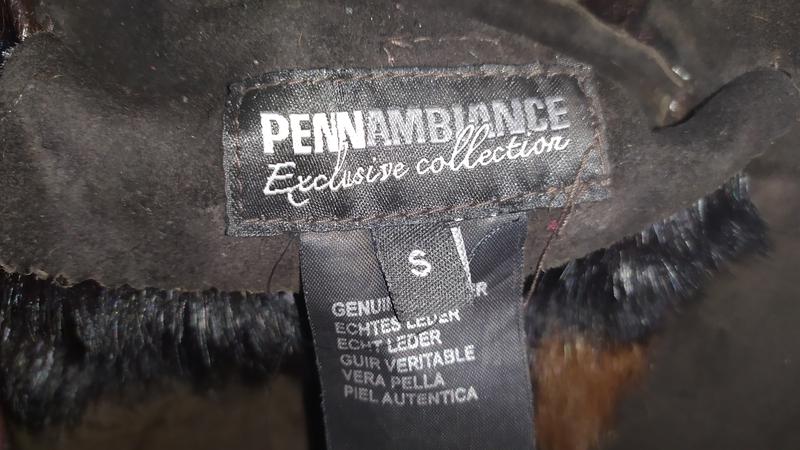 PENNAMBIANCE
Exclusive collection
S
ECHTES LEDER
ECHT LEDER
GUIR VERITABLE
VERA PELLA
PIEL AUTENTICA